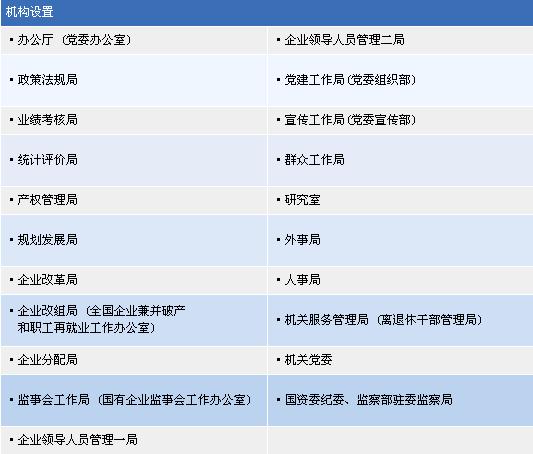 机构设置
▪办公厅 (党委办公室)
▪企业领导人员管理二局
▪政策法规局
▪党建工作局(党委组织部)
▪业绩考核局
▪宣传工作局(党委宣传部)
▪统计评价局
▪群众工作局
▪产权管理局
▪研究室
▪规划发展局
▪外事局
▪企业改革局
▪人事局
▪企业改组局 (全国企业兼并破产
和职工再就业工作办公室)
▪机关服务管理局 (离退休干部管理局)
▪企业分配局
▪机关党委
▪监事会工作局 (国有企业监事会工作办公室)
▪国资委纪委、监察部驻委监察局
▪企业领导人员管理一局